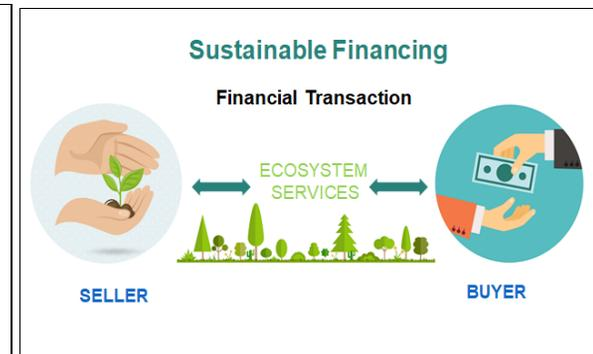 Sustainable Financing
Financial Transaction
ECOSYSTEM
SERVICES
SELLER
BUYER